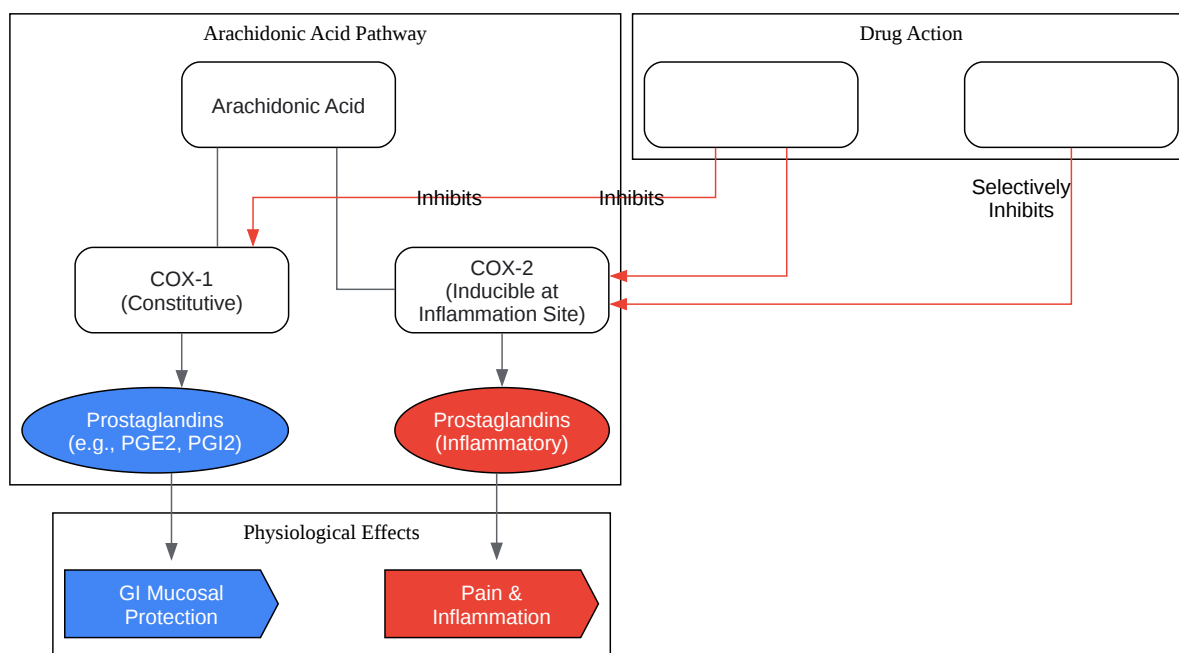 Arachidonic Acid Pathway
Drug Action
Arachidonic Acid
Inhibits
Inhibits
Selectively
Inhibits
COX-1
(Constitutive)
COX-2
(Inducible at
Inflammation Site)
Prostaglandins
(e.g., PGE2, PGI2)
Prostaglandins
(Inflammatory)
Physiological Effects
GI Mucosal
Protection
Pain &
Inflammation